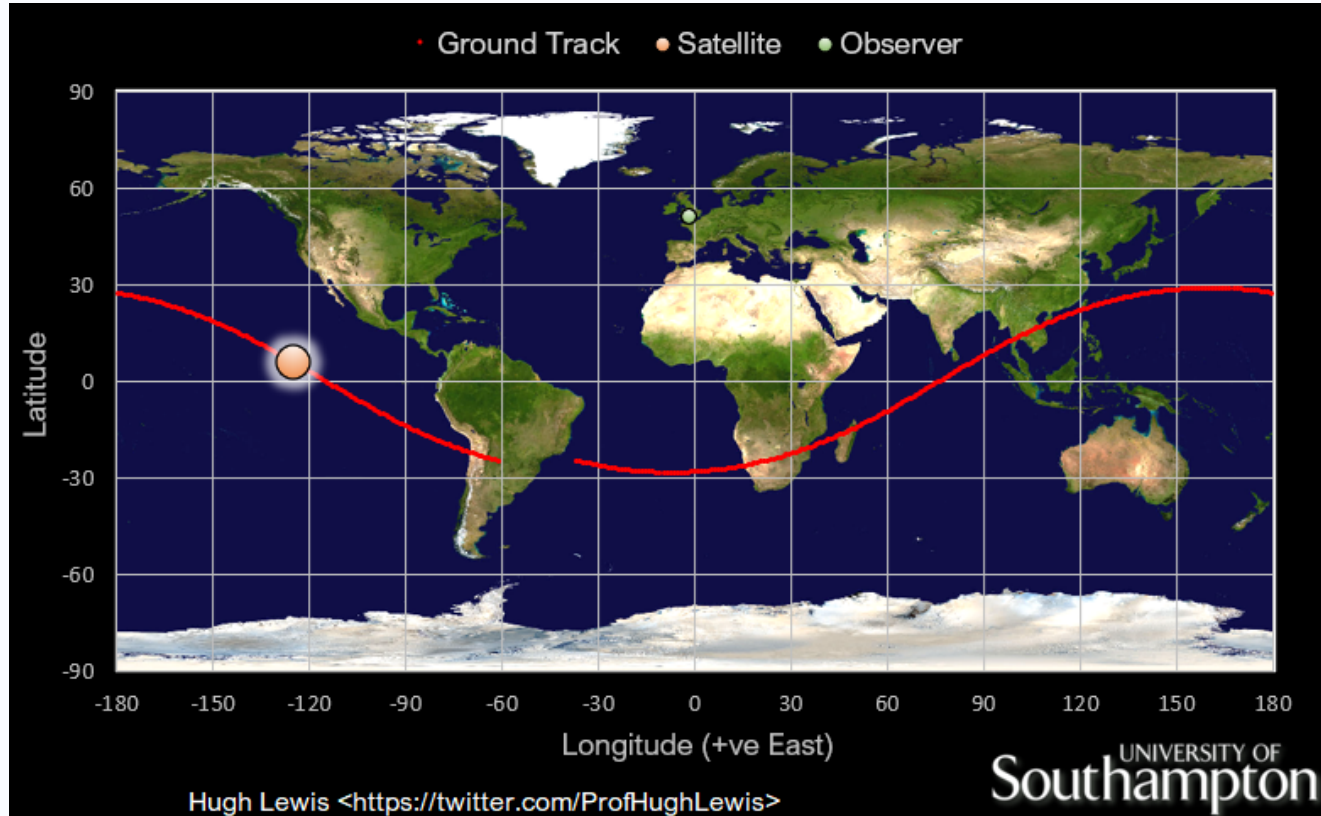 Ground Track Satellite Observer
90
60
30
0
-30
-60
-90
Latitude
-180 -150 -120 -90 -60 -30 0 30 60 90 120 150 180
Longitude (+ve East)
UNIVERSITY OF
Southampton
Hugh Lewis <https://twitter.com/ProfHughLewis>